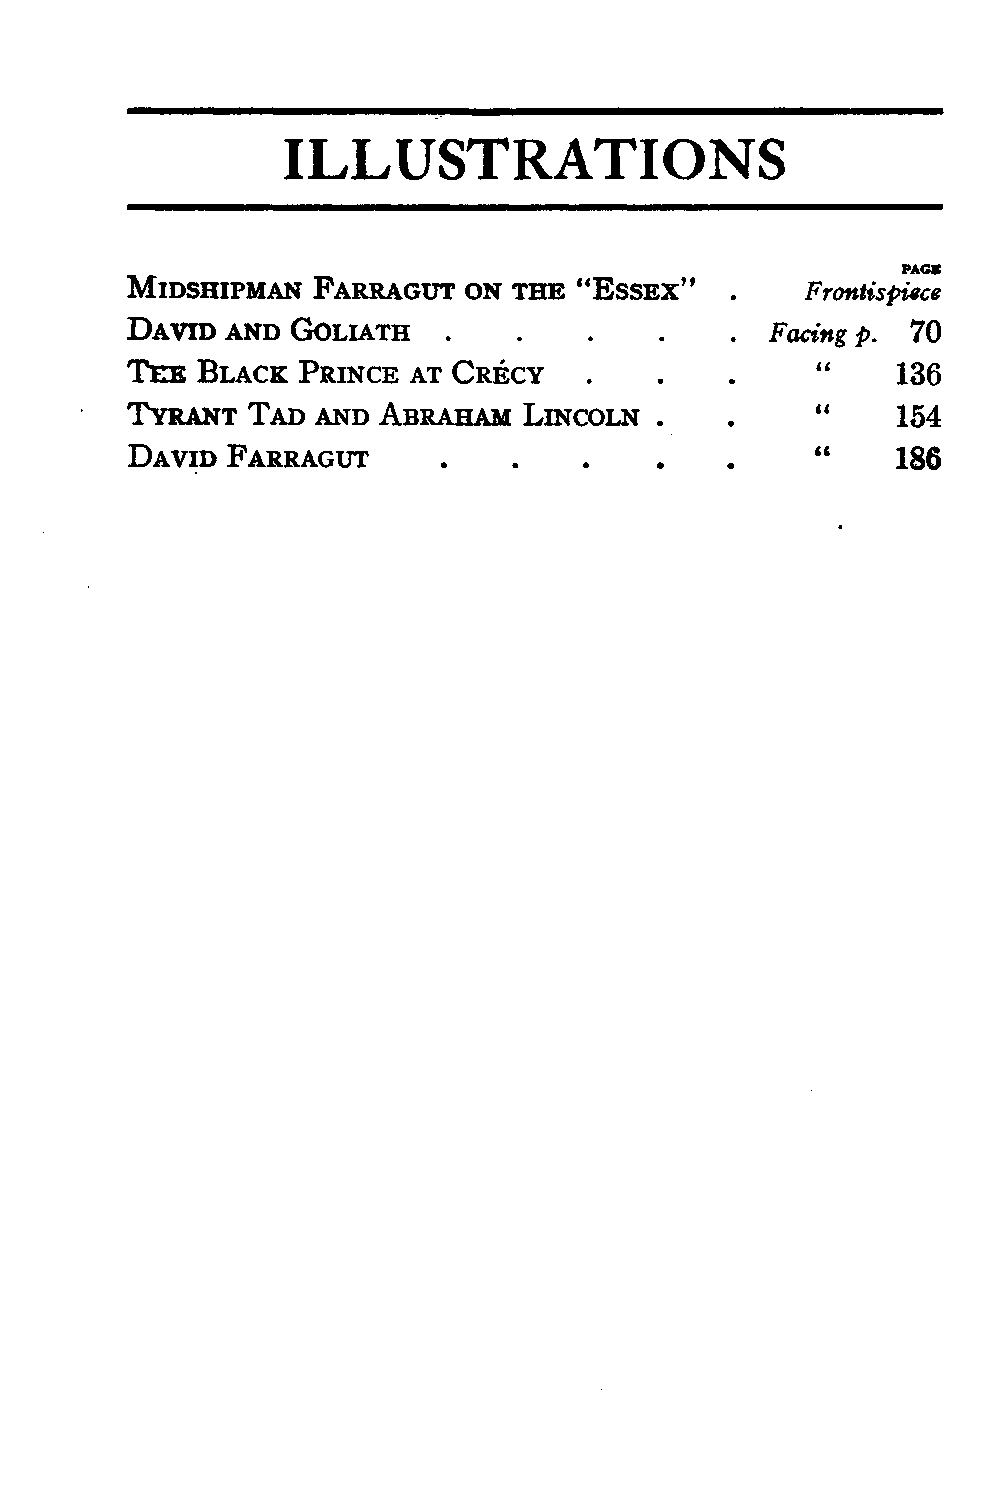 ILLUSTRATIONS
PAGE
MIDSHIPMAN FARRAGUT ON THE “ESSEX” . Frontispiece
DAVID AND GOLIATH . . . . . Facing p. 70
THE BLACK PRINCE AT CRÉCY . . . “ 136
TYRANT TAD AND ABRAHAM LINCOLN . . “ 154
DAVID FARRAGUT . . . . . “ 186